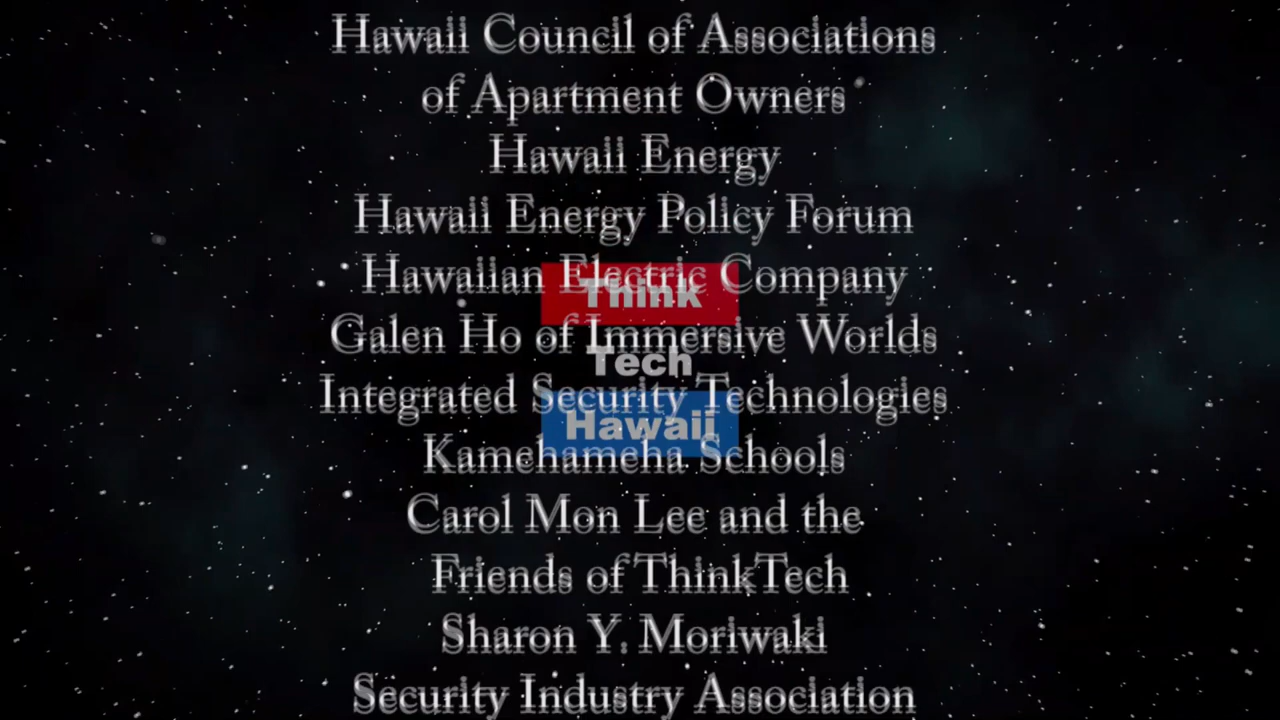 Hawaii Council of Associations
of Apartment Owners
Hawaii Energy
Hawaii Energy Policy Forum
Hawaiian Electric Company
Think
Galen Ho of Immersive Worlds
Tech
Integrated Security Technologies
Hawaii
Kamehameha Schools
Carol Mon Lee and the
Friends of ThinkTech
Sharon Y. Moriwaki
Security Industry Association